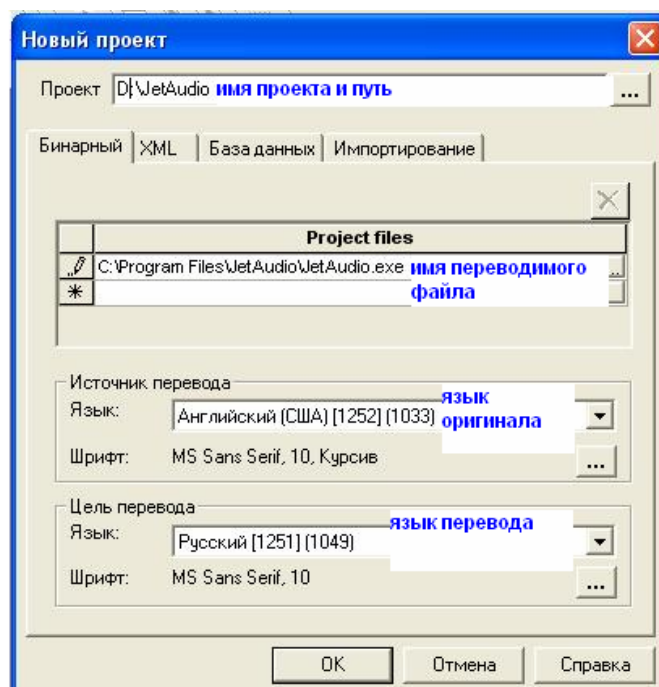 Новый проект
Проект D:\JetAudio имя проекта и путь ...
Бинарный XML База данных Импортирование
Project files
C:\Program Files\JetAudio\JetAudio.exe имя переводимого
файла
Источник перевода
Язык: Английский (США) [1252] (1033) язык
оригинала
Шрифт: MS Sans Serif, 10, Курсив ...
Цель перевода
Язык: Русский [1251] (1049) язык перевода
Шрифт: MS Sans Serif, 10 ...
OK Отмена Справка